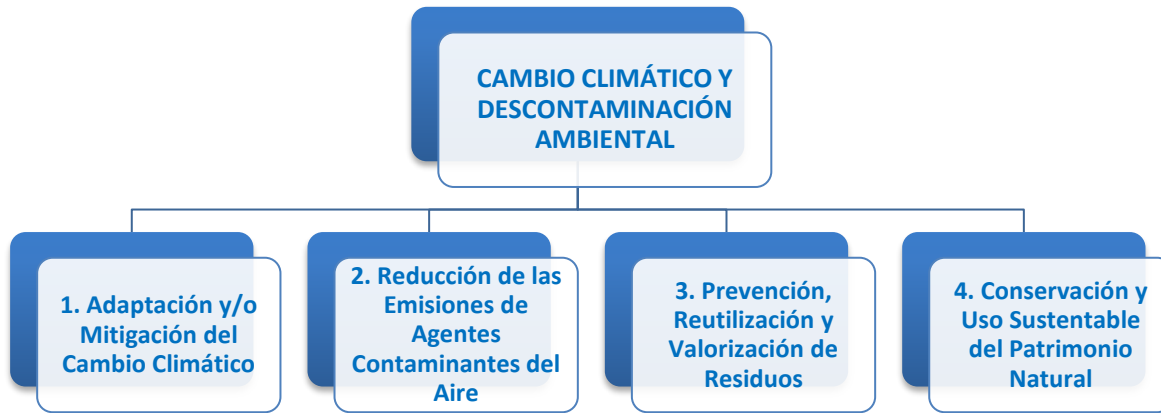 CAMBIO CLIMÁTICO Y
DESCONTAMINACIÓN
AMBIENTAL
1. Adaptación y/o
Mitigación del
Cambio Climático
2. Reducción de las
Emisiones de
Agentes
Contaminantes del
Aire
3. Prevención,
Reutilización y
Valorización de
Residuos
4. Conservación y
Uso Sustentable
del Patrimonio
Natural